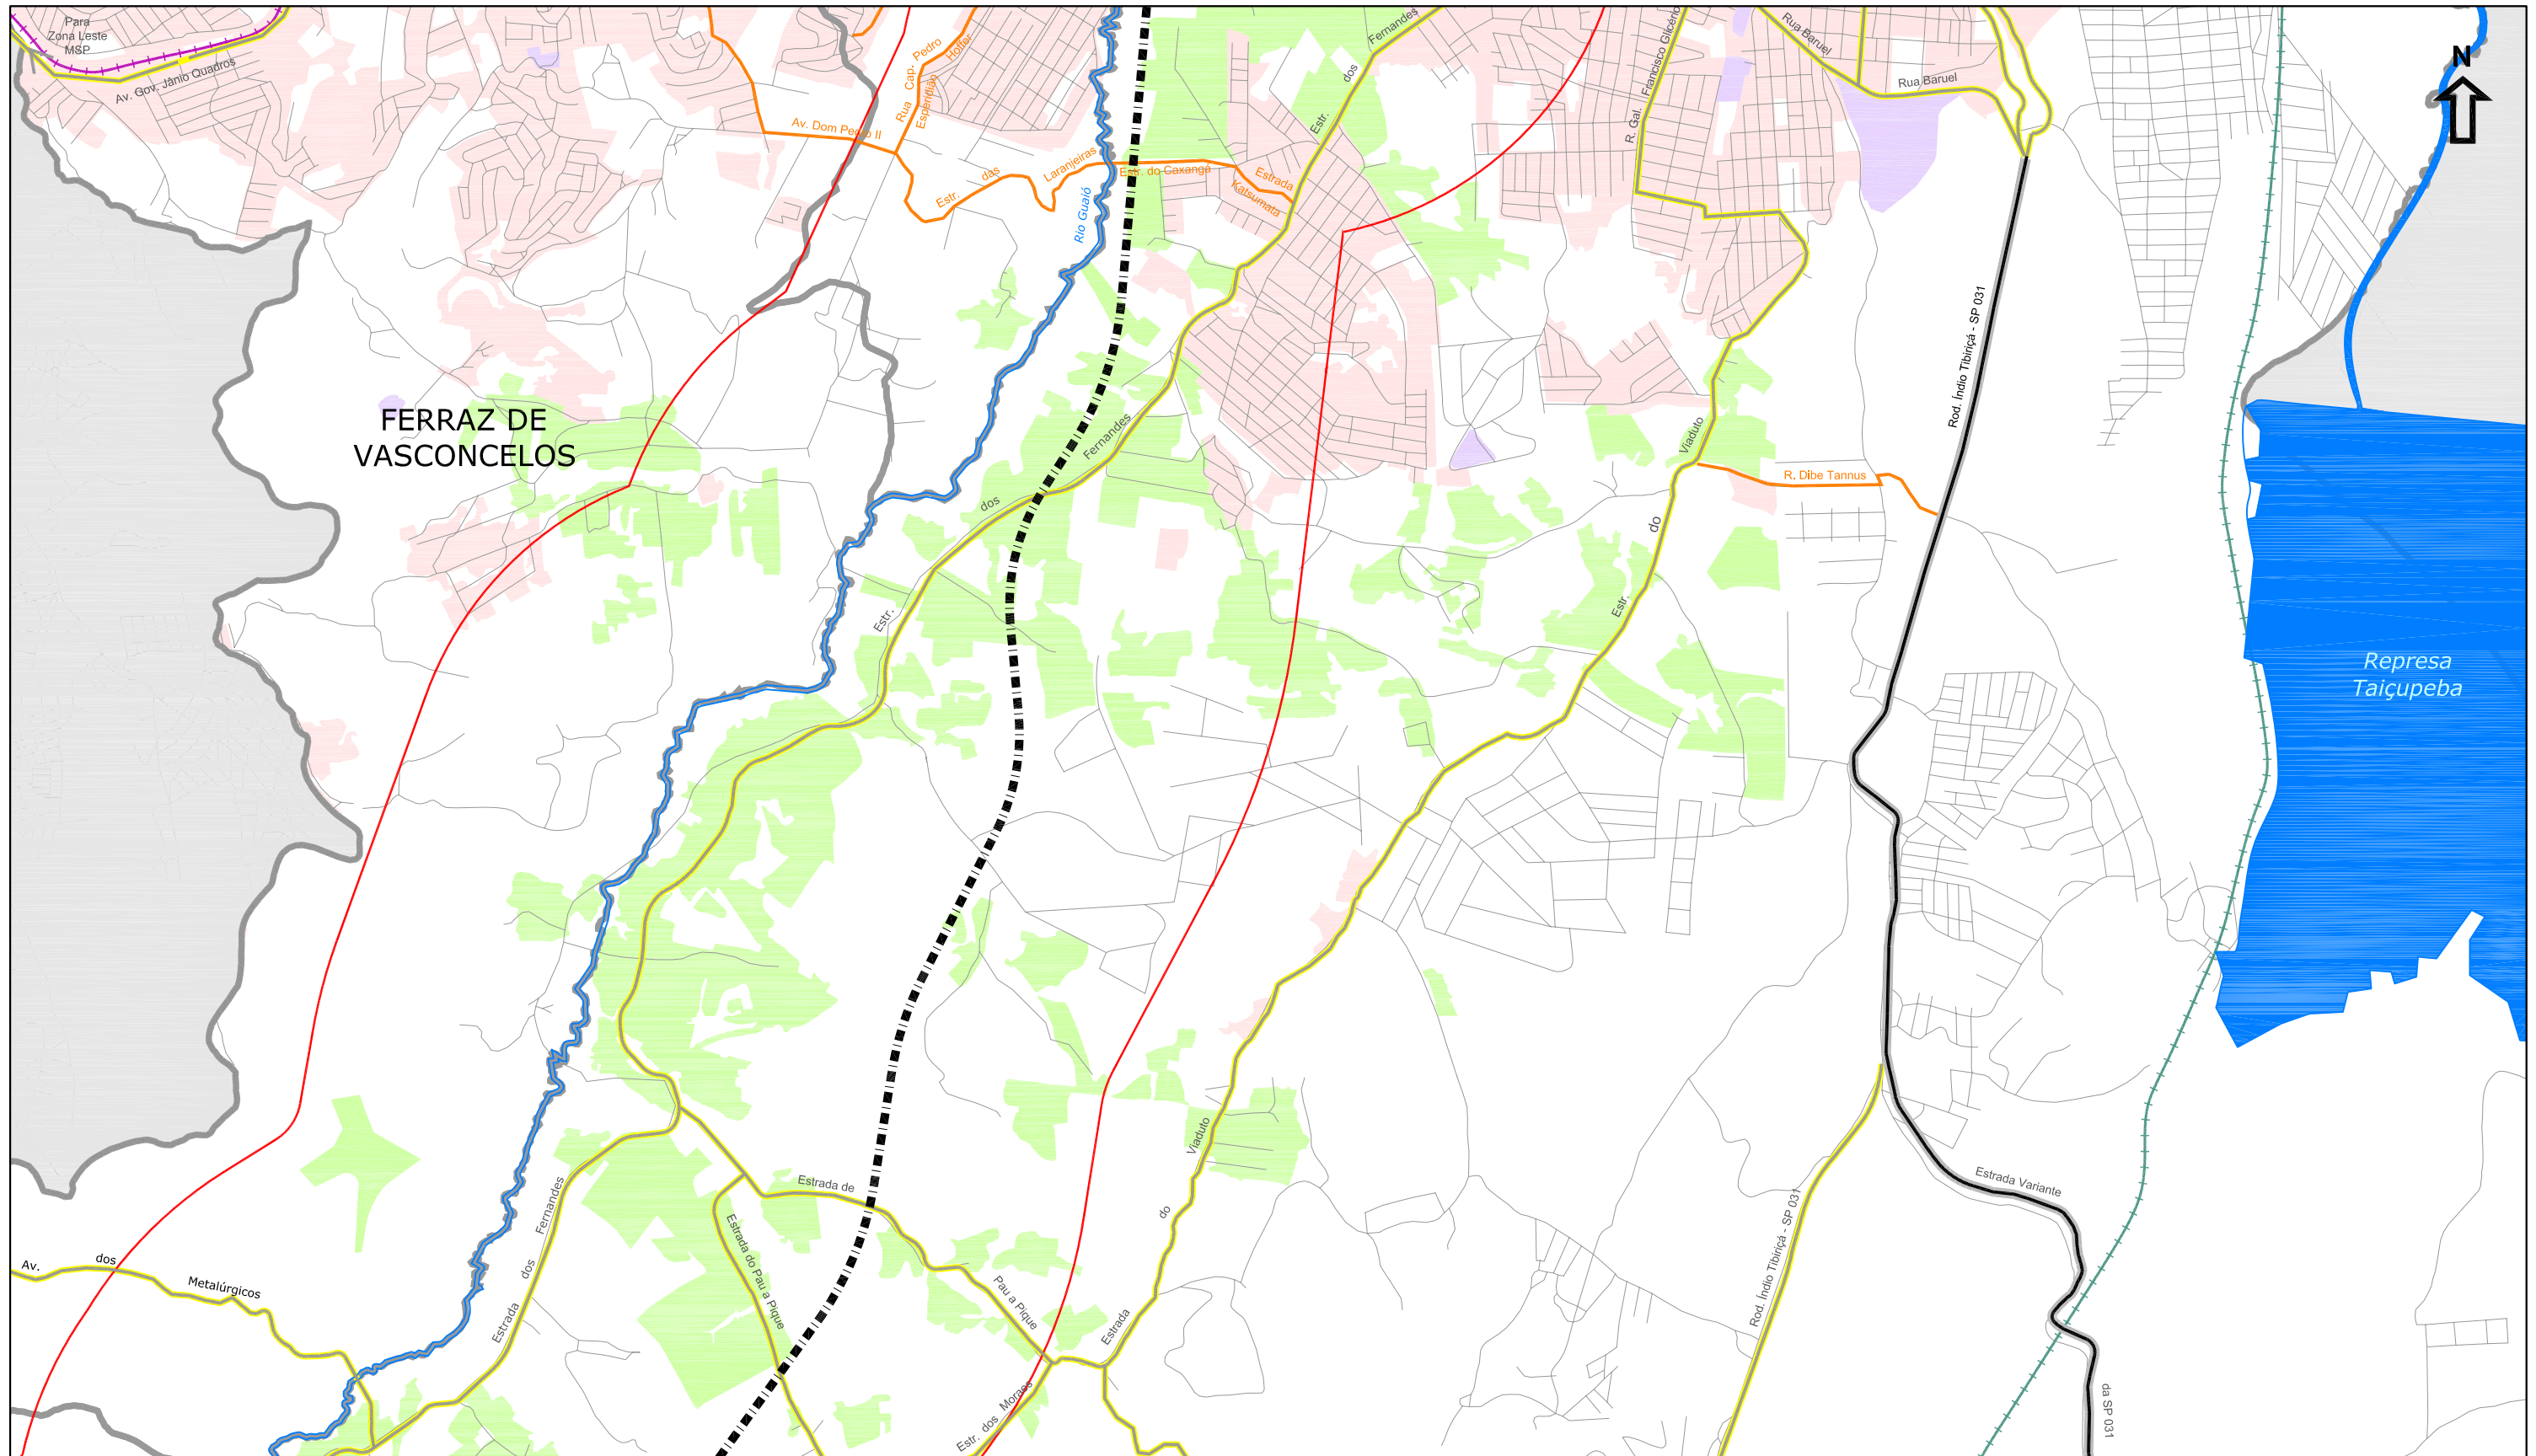 Para
Zona Leste
MSP
Av. Gov. Jânio Quadros
Av. Dom Pedro II
Rua Cap. Pedro
Esperidião Hoffer
Estr. das Laranjeiras
Rio Guaió
Estr. do Caxangá
Estrada
Katsumata
Estr. dos Fernandes
R. Gal. Francisco Glicério
Rua Baruel
Rua Baruel
N
Rod. Índio Tibiriçá - SP 031
FERRAZ DE
VASCONCELOS
Estr. dos Fernandes
Estr. do Viaduto
R. Dibe Tannus
Represa
Taiçupeba
Estrada do Viaduto
Estrada de
Pau a Pique
Estrada do Pau a Pique
Estrada dos Fernandes
Av. dos Metalúrgicos
Estr. dos Moraes
Rod. Índio Tibiriçá - SP 031
Estrada Variante
da SP 031